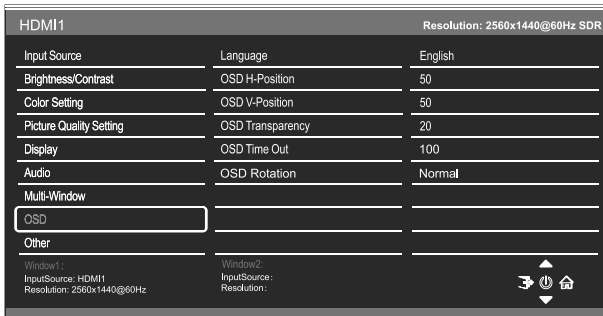 HDMI1 Resolution: 2560x1440@60Hz SDR
Input Source Language English
Brightness/Contrast OSD H-Position 50
Color Setting OSD V-Position 50
Picture Quality Setting OSD Transparency 20
Display OSD Time Out 100
Audio OSD Rotation Normal
Multi-Window
OSD
Other
Window1: Window2:
InputSource: HDMI1 InputSource:
Resolution: 2560x1440@60Hz Resolution: